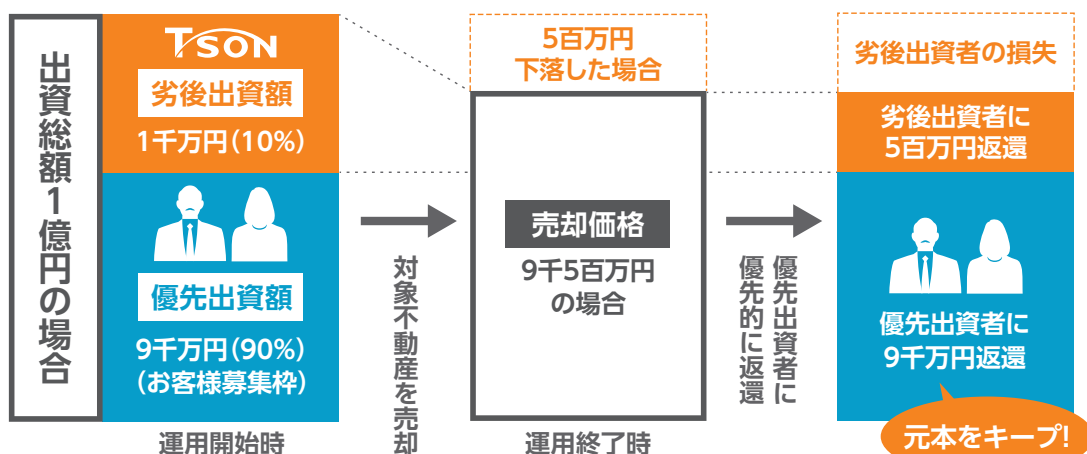 出資総額1億円の場合
TSON
劣後出資額
1千万円(10%)
優先出資額
9千万円(90%)
(お客様募集枠)
運用開始時
対象不動産を売却
5百万円
下落した場合
売却価格
9千5百万円
の場合
運用終了時
優先出資者に
優先的に返還
劣後出資者の損失
劣後出資者に
5百万円返還
優先出資者に
9千万円返還
元本をキープ!